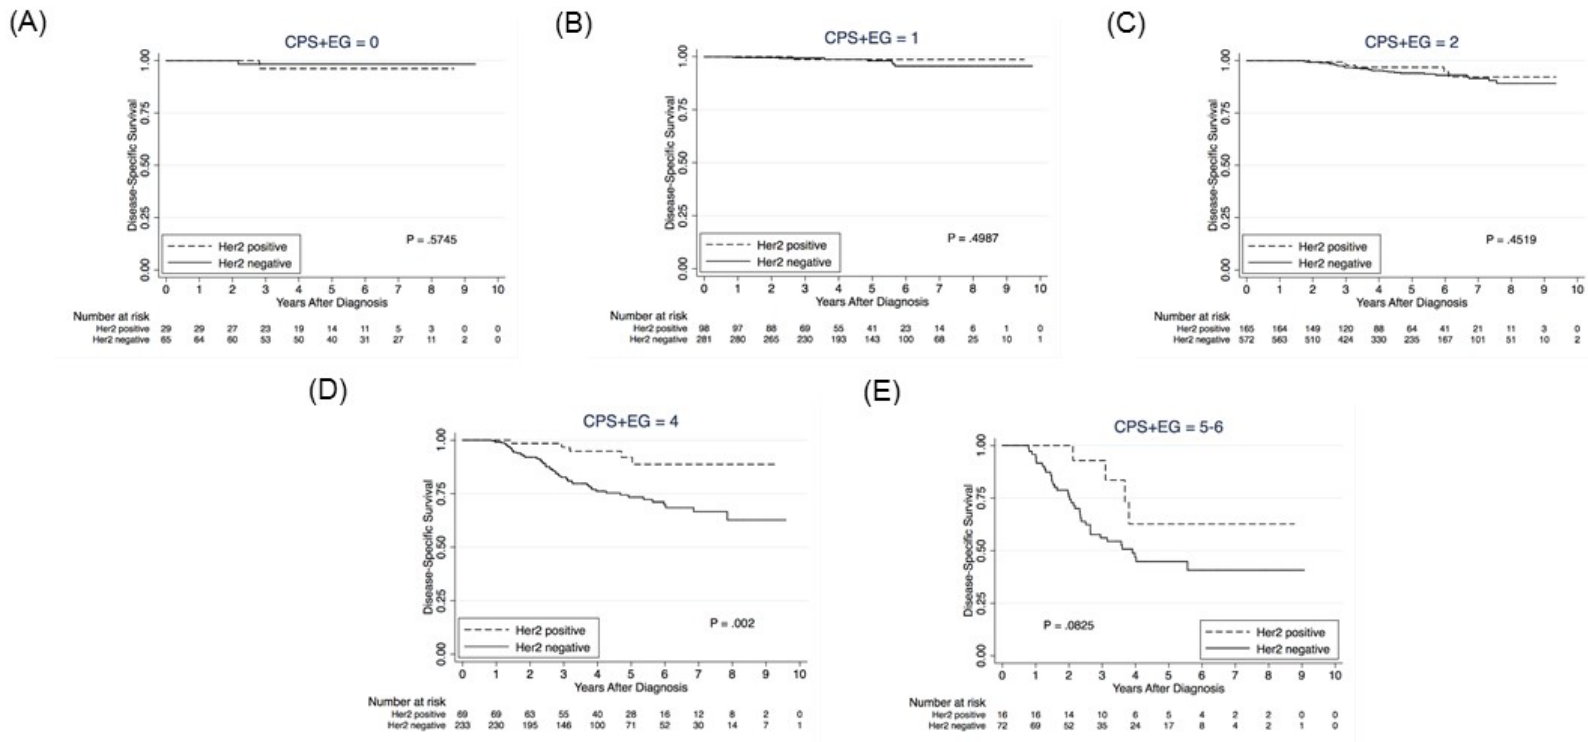 (A)
CPS+EG = 0
Disease-Specific Survival
1.00
0.75
0.50
0.25
0.00
P = .5745
Her2 positive
Her2 negative
0 1 2 3 4 5 6 7 8 9 10
Years After Diagnosis
Number at risk
Her2 positive 29 29 27 23 19 14 11 5 3 0 0
Her2 negative 65 64 60 53 50 40 31 27 11 2 0
(B)
CPS+EG = 1
Disease-Specific Survival
1.00
0.75
0.50
0.25
0.00
P = .4987
Her2 positive
Her2 negative
0 1 2 3 4 5 6 7 8 9 10
Years After Diagnosis
Number at risk
Her2 positive 98 97 88 69 55 41 23 14 6 1 0
Her2 negative 281 280 265 230 193 143 100 68 25 10 1
(C)
CPS+EG = 2
Disease-Specific Survival
1.00
0.75
0.50
0.25
0.00
P = .4519
Her2 positive
Her2 negative
0 1 2 3 4 5 6 7 8 9 10
Years After Diagnosis
Number at risk
Her2 positive 165 164 149 120 88 64 41 21 11 3 0
Her2 negative 572 563 510 424 330 235 167 101 51 10 2
(D)
CPS+EG = 4
Disease-Specific Survival
1.00
0.75
0.50
0.25
0.00
P = .002
Her2 positive
Her2 negative
0 1 2 3 4 5 6 7 8 9 10
Years After Diagnosis
Number at risk
Her2 positive 69 69 63 55 40 28 16 12 8 2 0
Her2 negative 233 230 195 146 100 71 52 30 14 7 1
(E)
CPS+EG = 5-6
Disease-Specific Survival
1.00
0.75
0.50
0.25
0.00
P = .0825
Her2 positive
Her2 negative
0 1 2 3 4 5 6 7 8 9 10
Years After Diagnosis
Number at risk
Her2 positive 16 16 14 10 6 5 4 2 2 0 0
Her2 negative 72 69 52 35 24 17 8 4 2 1 0